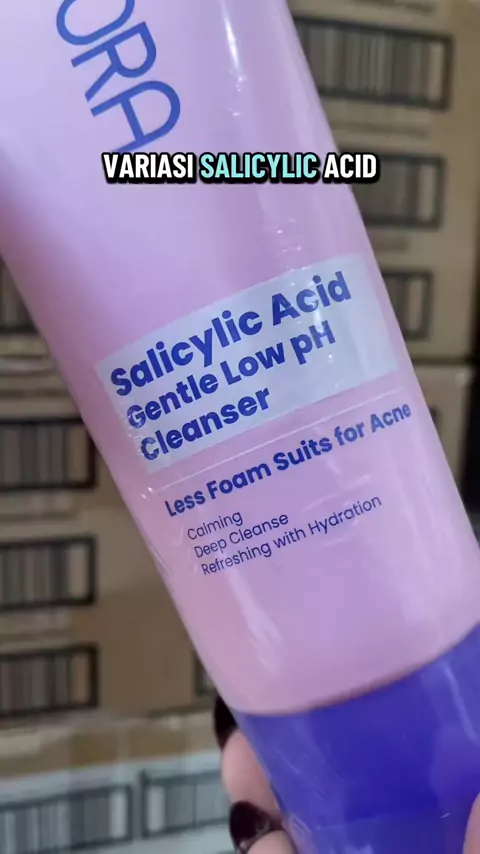 ORA
VARIASI SALICYLIC ACID
Salicylic Acid
Gentle Low pH
Cleanser
Less Foam Suits for Acne
Calming
Deep Cleanse
Refreshing with Hydration